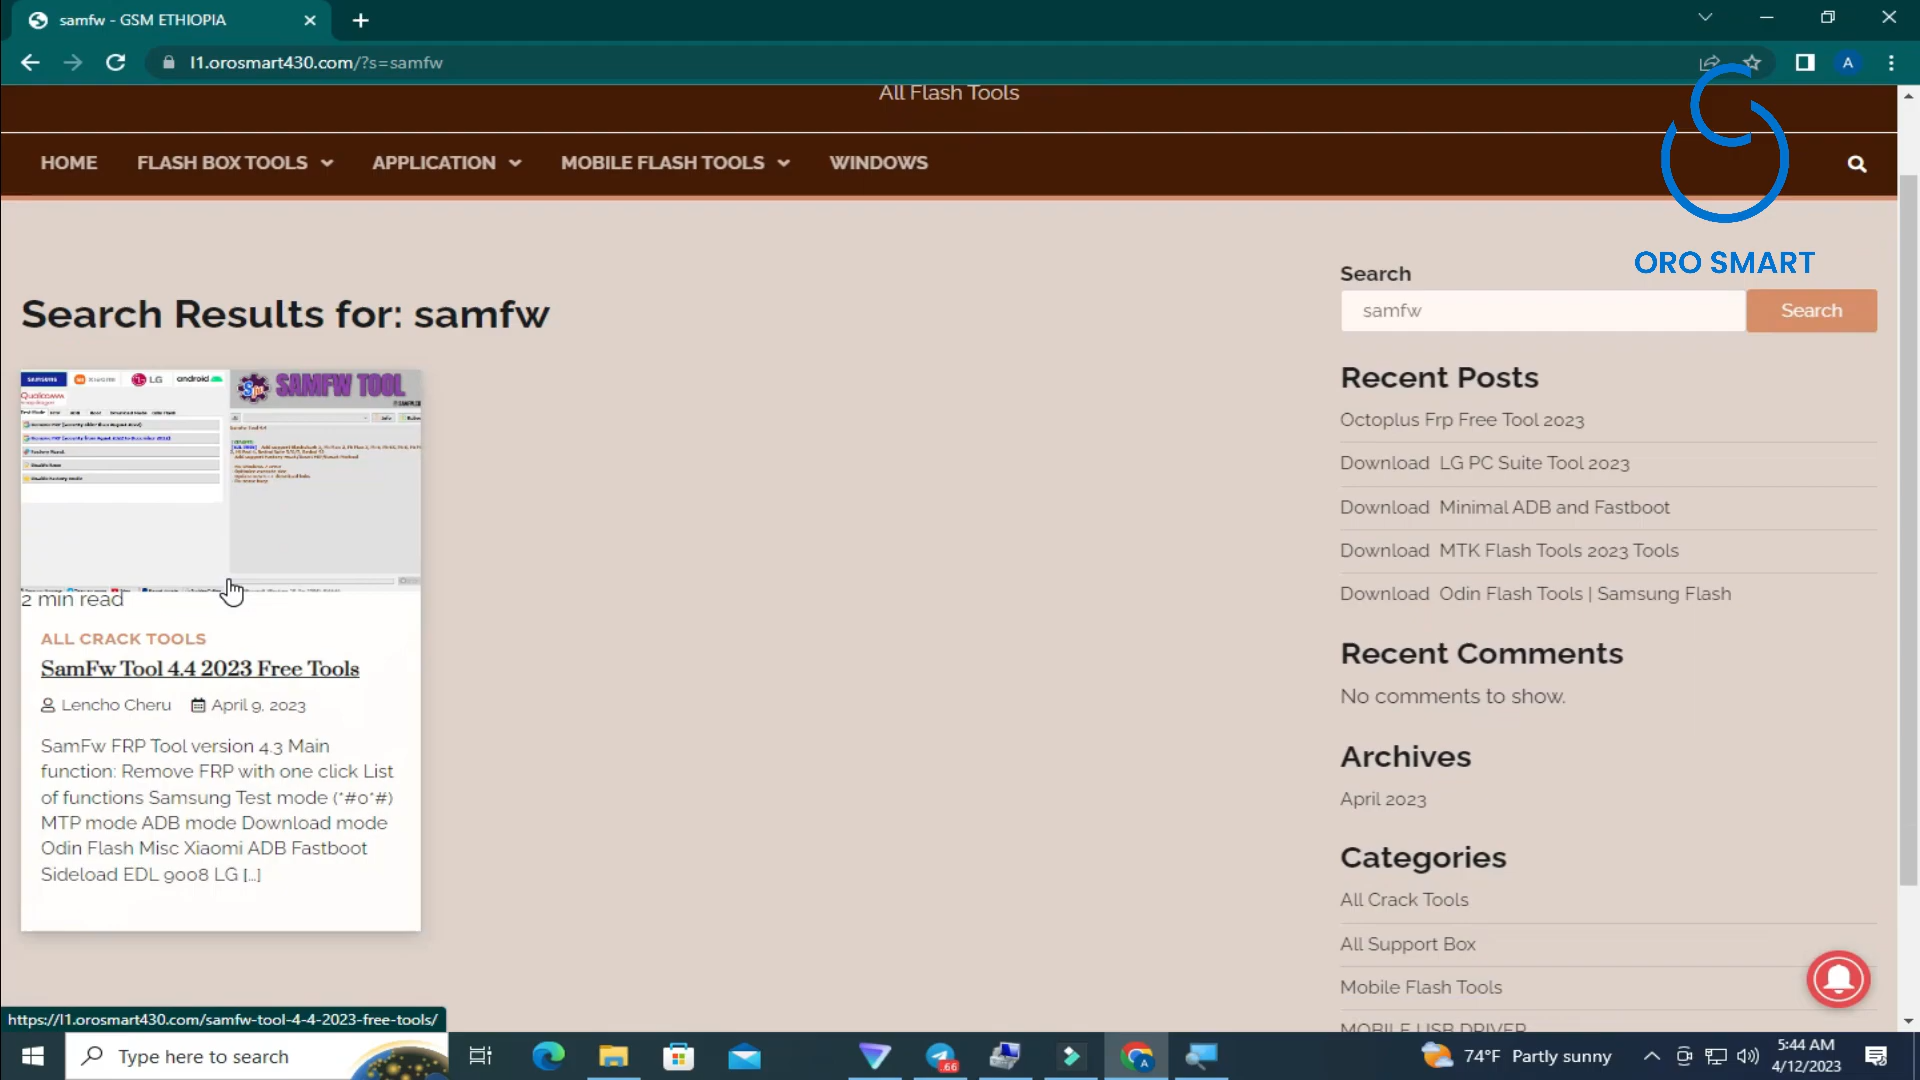 samfw - GSM ETHIOPIA
l1.orosmart430.com/?s=samfw
A
All Flash Tools
HOME
FLASH BOX TOOLS
APPLICATION
MOBILE FLASH TOOLS
WINDOWS
ORO SMART
Search Results for: samfw
SAMSUNG
LG
android
Qualcomm
SAMFW TOOL
2 min read
ALL CRACK TOOLS
SamFw Tool 4.4 2023 Free Tools
Lencho Cheru
April 9, 2023
SamFw FRP Tool version 4.3 Main
function: Remove FRP with one click List
of functions Samsung Test mode (*#0*#)
MTP mode ADB mode Download mode
Odin Flash Misc Xiaomi ADB Fastboot
Sideload EDL 9008 LG [...]
Search
samfw
Search
Recent Posts
Octoplus Frp Free Tool 2023
Download LG PC Suite Tool 2023
Download Minimal ADB and Fastboot
Download MTK Flash Tools 2023 Tools
Download Odin Flash Tools | Samsung Flash
Recent Comments
No comments to show.
Archives
April 2023
Categories
All Crack Tools
All Support Box
Mobile Flash Tools
MOBILE USB DRIVER
https://l1.orosmart430.com/samfw-tool-4-4-2023-free-tools/
Type here to search
.66
A
74°F Partly sunny
5:44 AM
4/12/2023